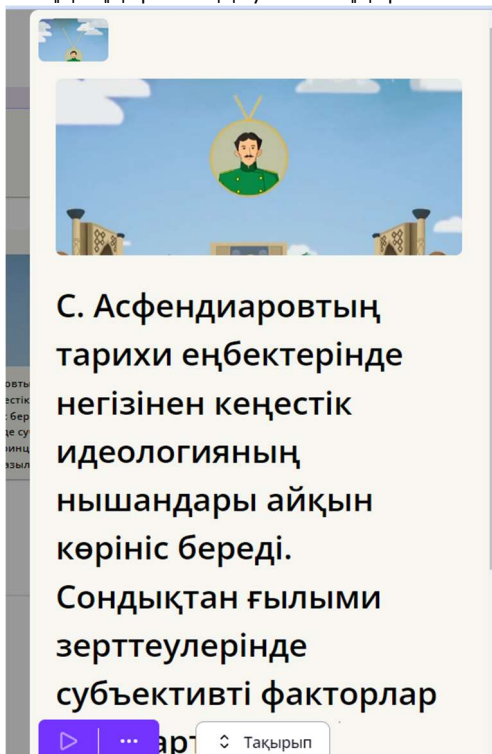 С. Асфендиаровтың
тарихи еңбектерінде
негізінен кеңестік
идеологияның
нышандары айқын
көрініс береді.
Сондықтан ғылыми
зерттеулерінде
субъективті факторлар
Тақырып